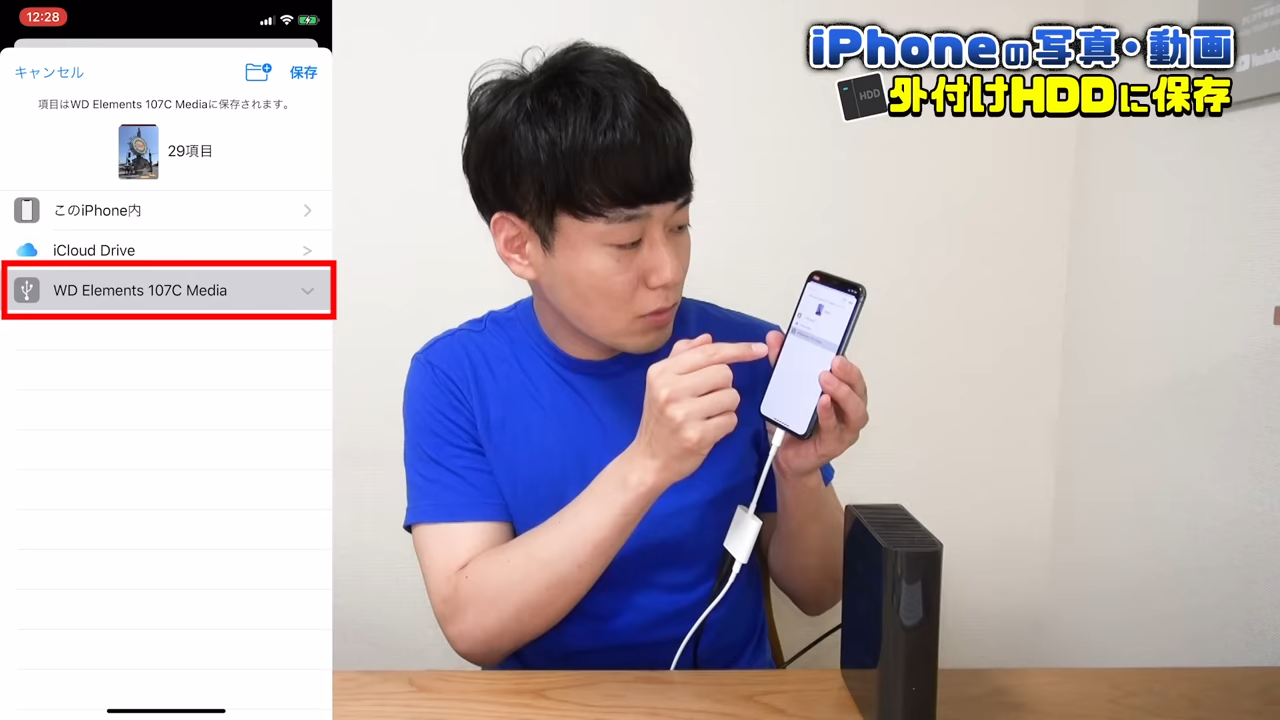 12:28
キャンセル
保存
項目はWD Elements 107C Mediaに保存されます。
29項目
このiPhone内
iCloud Drive
WD Elements 107C Media
iPhoneの写真・動画
HDD
外付けHDDに保存